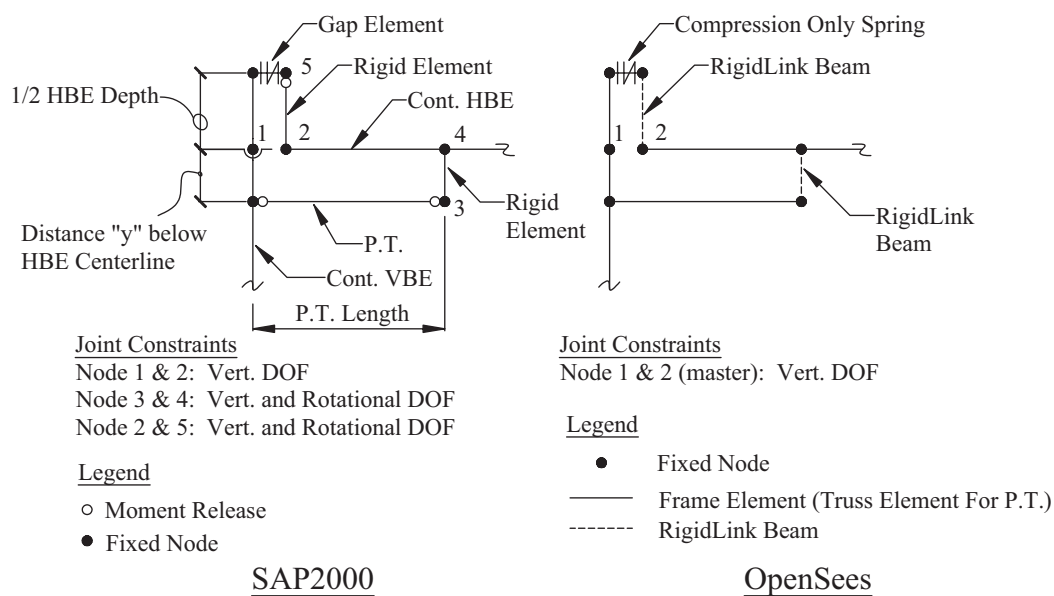 Gap Element
5
Rigid Element
1/2 HBE Depth
Cont. HBE
1
2
4
3
Rigid
Element
Distance "y" below
HBE Centerline
P.T.
Cont. VBE
P.T. Length
Joint Constraints
Node 1 & 2: Vert. DOF
Node 3 & 4: Vert. and Rotational DOF
Node 2 & 5: Vert. and Rotational DOF
Legend
Moment Release
Fixed Node
SAP2000
Compression Only Spring
RigidLink Beam
1
2
RigidLink
Beam
Joint Constraints
Node 1 & 2 (master): Vert. DOF
Legend
Fixed Node
Frame Element (Truss Element For P.T.)
RigidLink Beam
OpenSees